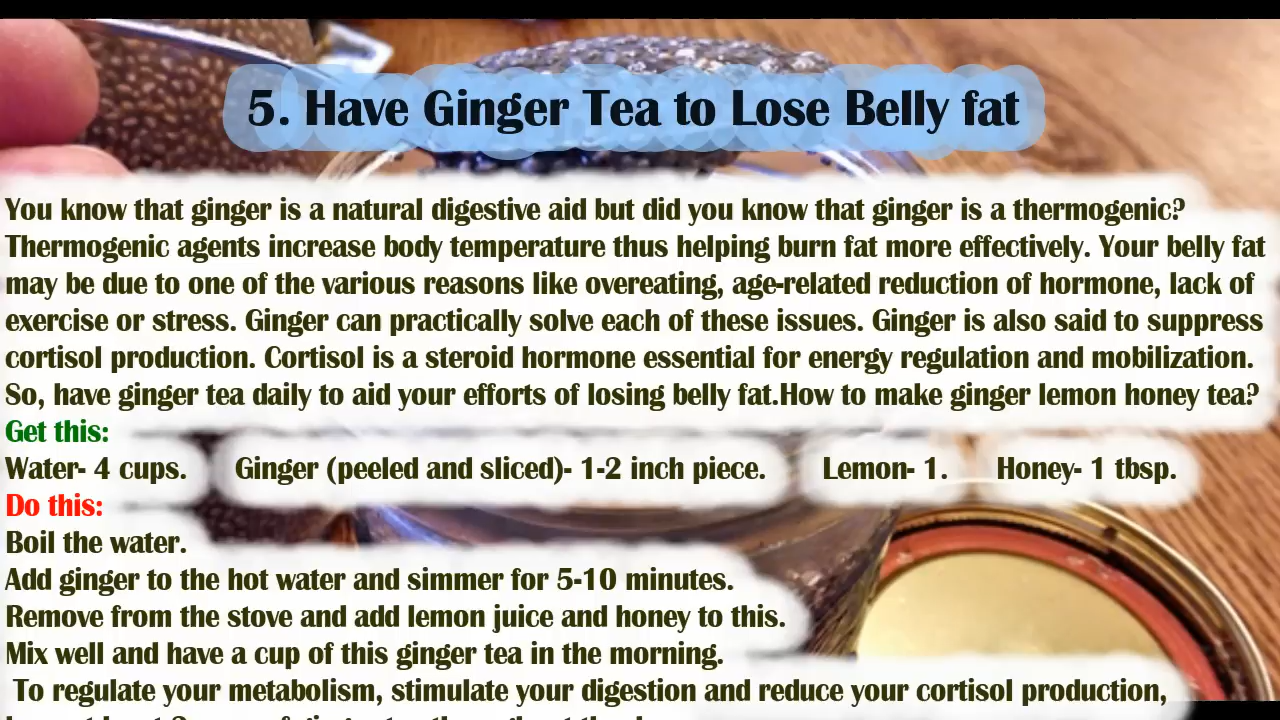 5. Have Ginger Tea to Lose Belly fat
You know that ginger is a natural digestive aid but did you know that ginger is a thermogenic?
Thermogenic agents increase body temperature thus helping burn fat more effectively. Your belly fat
may be due to one of the various reasons like overeating, age-related reduction of hormone, lack of
exercise or stress. Ginger can practically solve each of these issues. Ginger is also said to suppress
cortisol production. Cortisol is a steroid hormone essential for energy regulation and mobilization.
So, have ginger tea daily to aid your efforts of losing belly fat.How to make ginger lemon honey tea?
Get this:
Water- 4 cups. Ginger (peeled and sliced)- 1-2 inch piece. Lemon- 1. Honey- 1 tbsp.
Do this:
Boil the water.
Add ginger to the hot water and simmer for 5-10 minutes.
Remove from the stove and add lemon juice and honey to this.
Mix well and have a cup of this ginger tea in the morning.
To regulate your metabolism, stimulate your digestion and reduce your cortisol production,